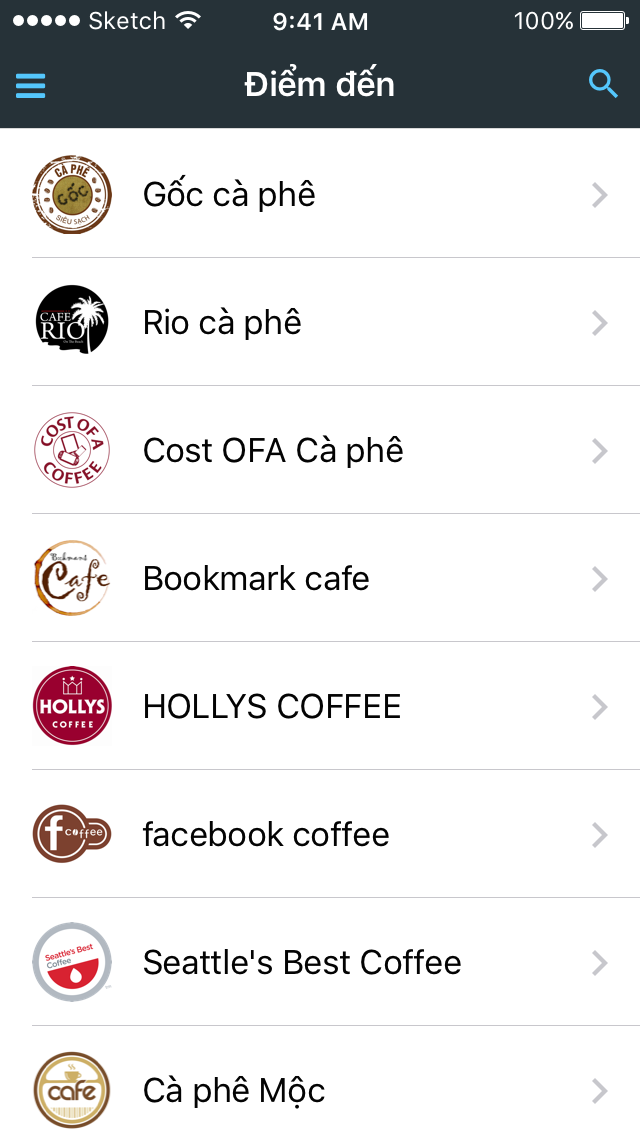 Sketch 9:41 AM 100%
Điểm đến
CÀ PHÊ
GỐC
SIÊU SẠCH
Gốc cà phê
CAFE
RIO
Rio cà phê
COST OF A
COFFEE
Cost OFA Cà phê
Cafe
Bookmark cafe
HOLLYS
COFFEE
HOLLYS COFFEE
f coffee
facebook coffee
Seattle's Best
Coffee
Seattle's Best Coffee
cafe
Cà phê Mộc